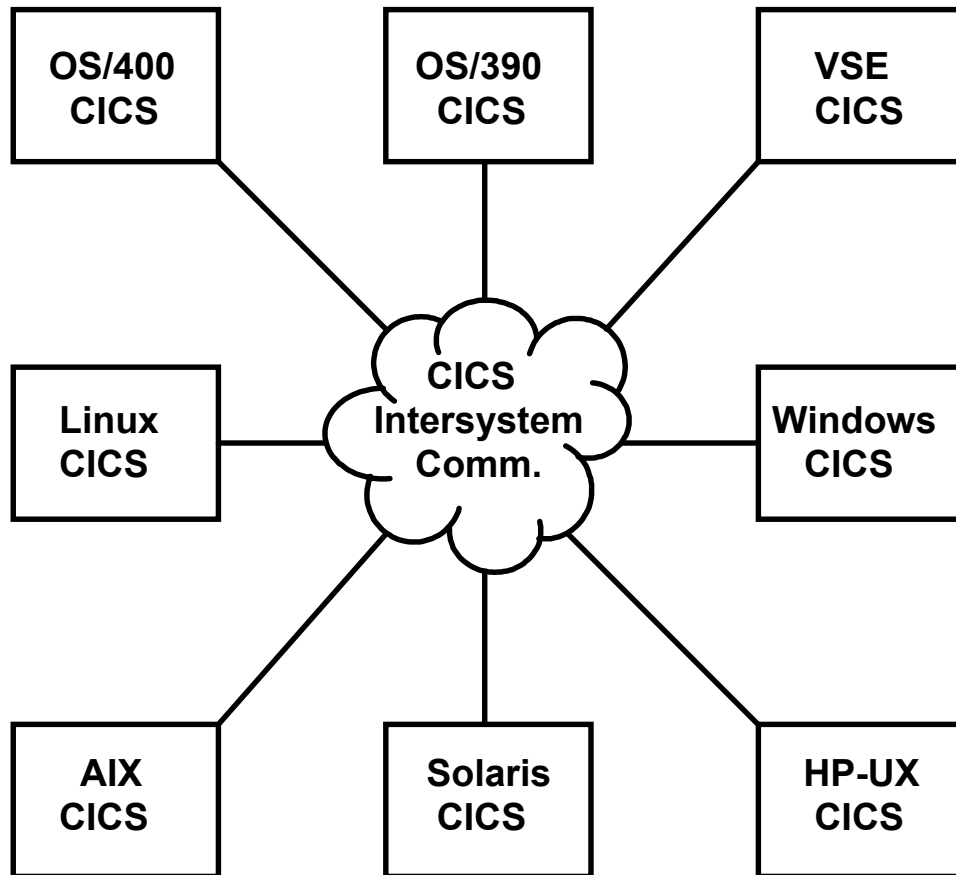 OS/400
CICS
OS/390
CICS
VSE
CICS
CICS
Intersystem
Comm.
Linux
CICS
Windows
CICS
AIX
CICS
Solaris
CICS
HP-UX
CICS